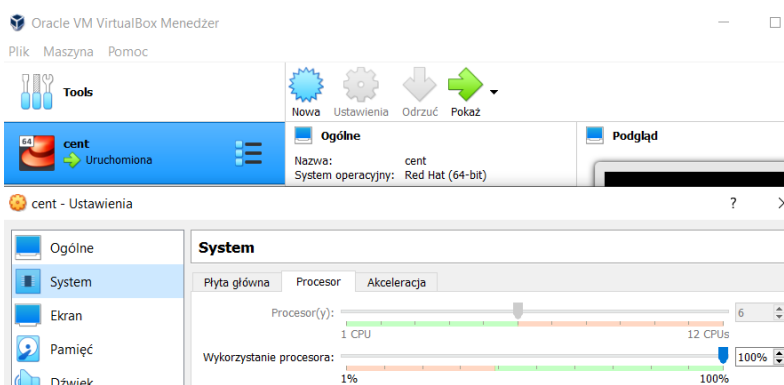 Oracle VM VirtualBox Menedżer
Plik Maszyna Pomoc
Tools
Nowa Ustawienia Odrzuć Pokaż
64
cent
Uruchomiona
Ogólne
Nazwa: cent
System operacyjny: Red Hat (64-bit)
Podgląd
cent - Ustawienia
?
Ogólne
System
Ekran
Pamięć
Dźwięk
System
Płyta główna Procesor Akceleracja
Procesor(y): 6
1 CPU 12 CPUs
Wykorzystanie procesora: 100%
1% 100%